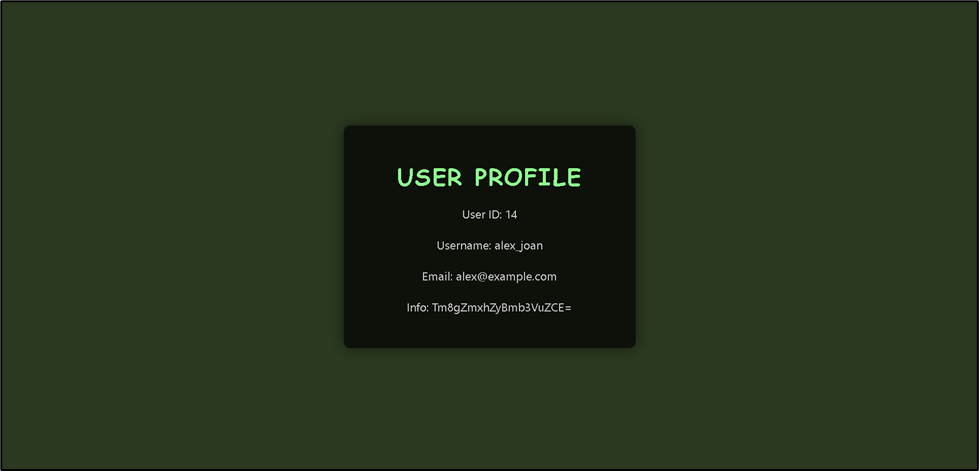 USER PROFILE
User ID: 14
Username: alex_joan
Email: alex@example.com
Info: Tm8gZmxhZyBmb3VuZCE=